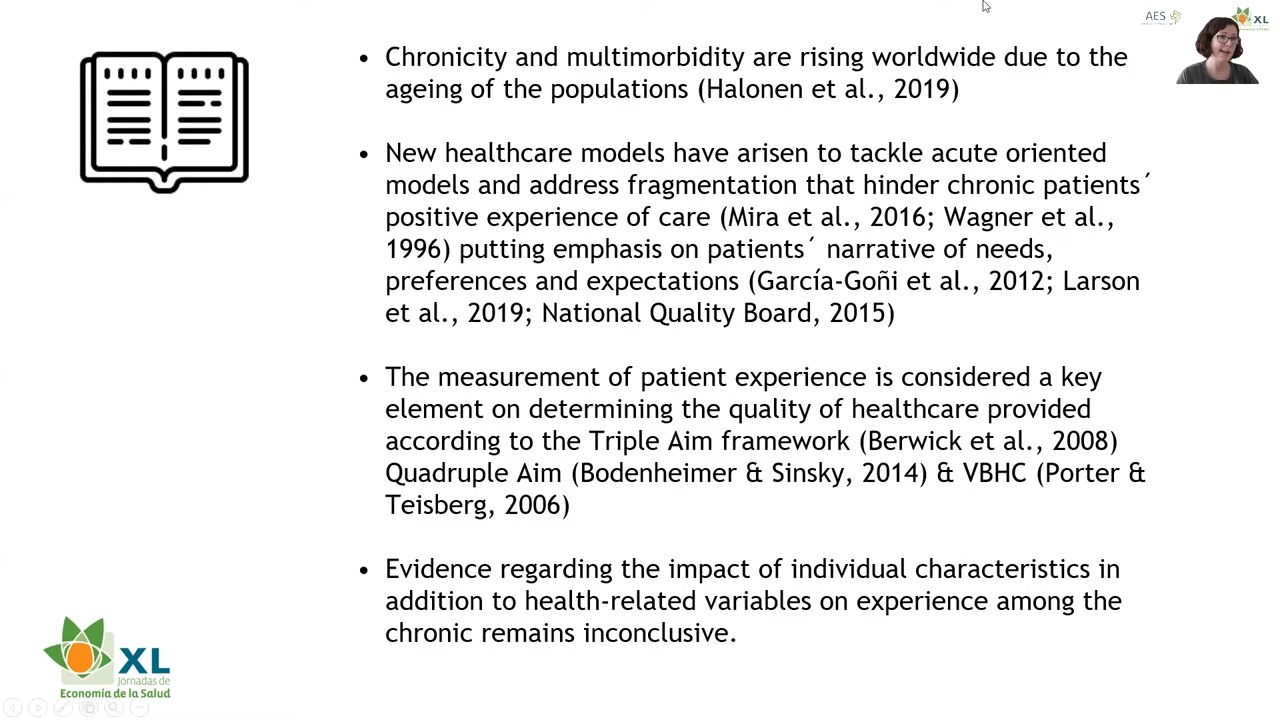 AES
XL
• Chronicity and multimorbidity are rising worldwide due to the
ageing of the populations (Halonen et al., 2019)
• New healthcare models have arisen to tackle acute oriented
models and address fragmentation that hinder chronic patients´
positive experience of care (Mira et al., 2016; Wagner et al.,
1996) putting emphasis on patients´ narrative of needs,
preferences and expectations (García-Goñi et al., 2012; Larson
et al., 2019; National Quality Board, 2015)
• The measurement of patient experience is considered a key
element on determining the quality of healthcare provided
according to the Triple Aim framework (Berwick et al., 2008)
Quadruple Aim (Bodenheimer & Sinsky, 2014) & VBHC (Porter &
Teisberg, 2006)
• Evidence regarding the impact of individual characteristics in
addition to health-related variables on experience among the
chronic remains inconclusive.
XL
Jornadas de
Economía de la Salud